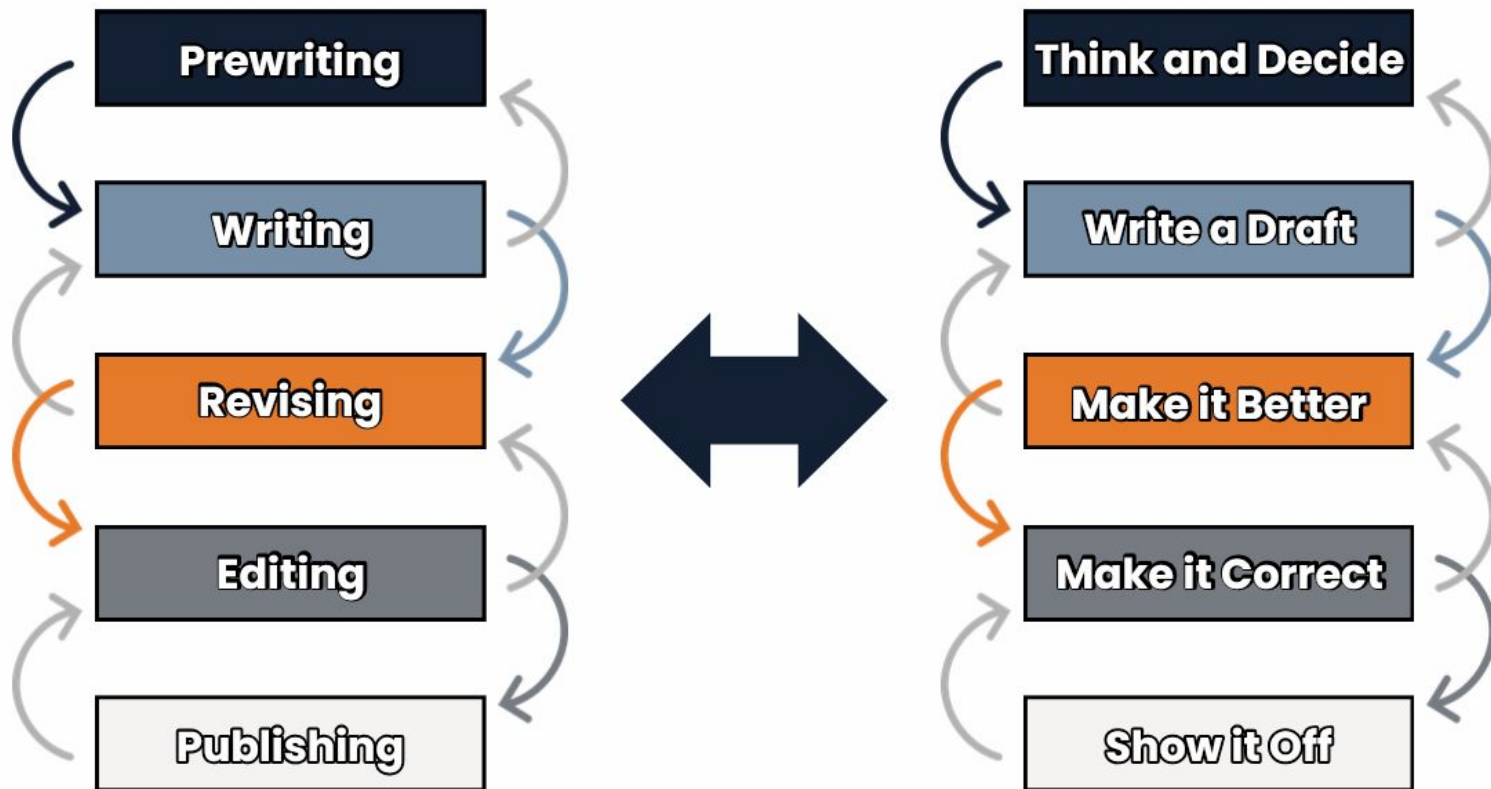 Prewriting
Writing
Revising
Editing
Publishing
Think and Decide
Write a Draft
Make it Better
Make it Correct
Show it Off